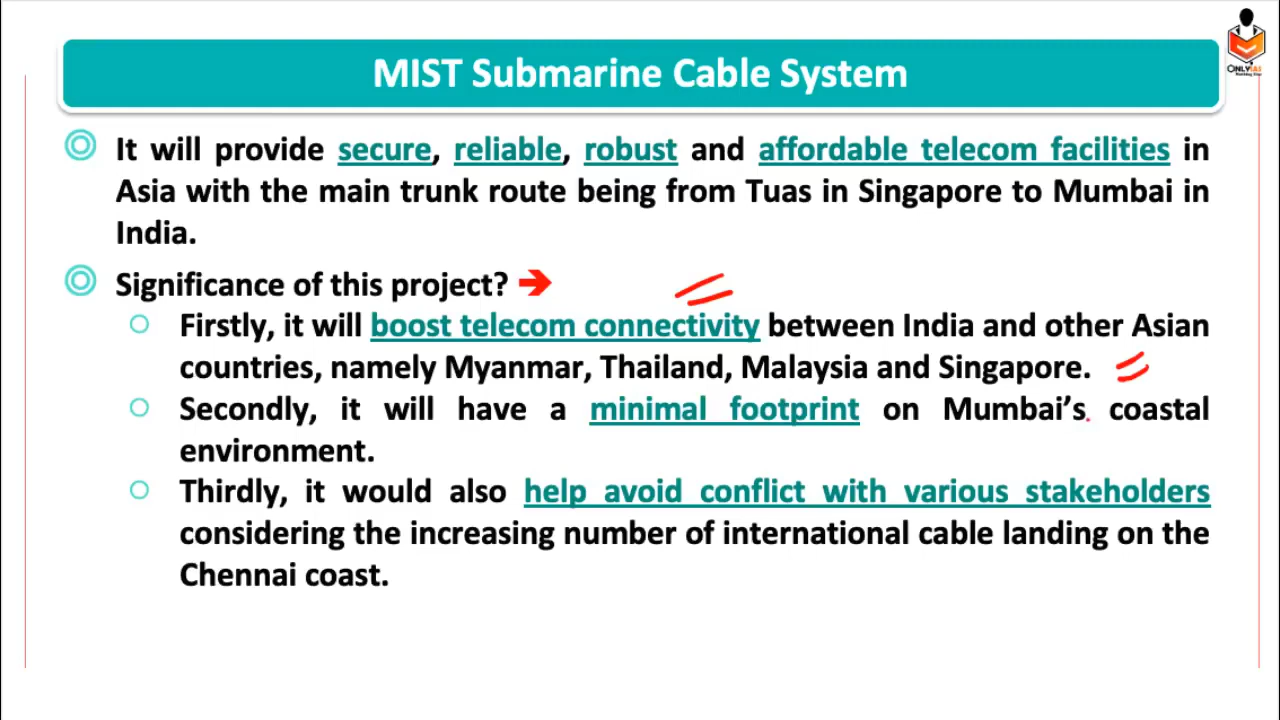 MIST Submarine Cable System
ONLYIAS
It will provide secure, reliable, robust and affordable telecom facilities in
Asia with the main trunk route being from Tuas in Singapore to Mumbai in
India.
Significance of this project?
Firstly, it will boost telecom connectivity between India and other Asian
countries, namely Myanmar, Thailand, Malaysia and Singapore.
Secondly, it will have a minimal footprint on Mumbai’s coastal
environment.
Thirdly, it would also help avoid conflict with various stakeholders
considering the increasing number of international cable landing on the
Chennai coast.